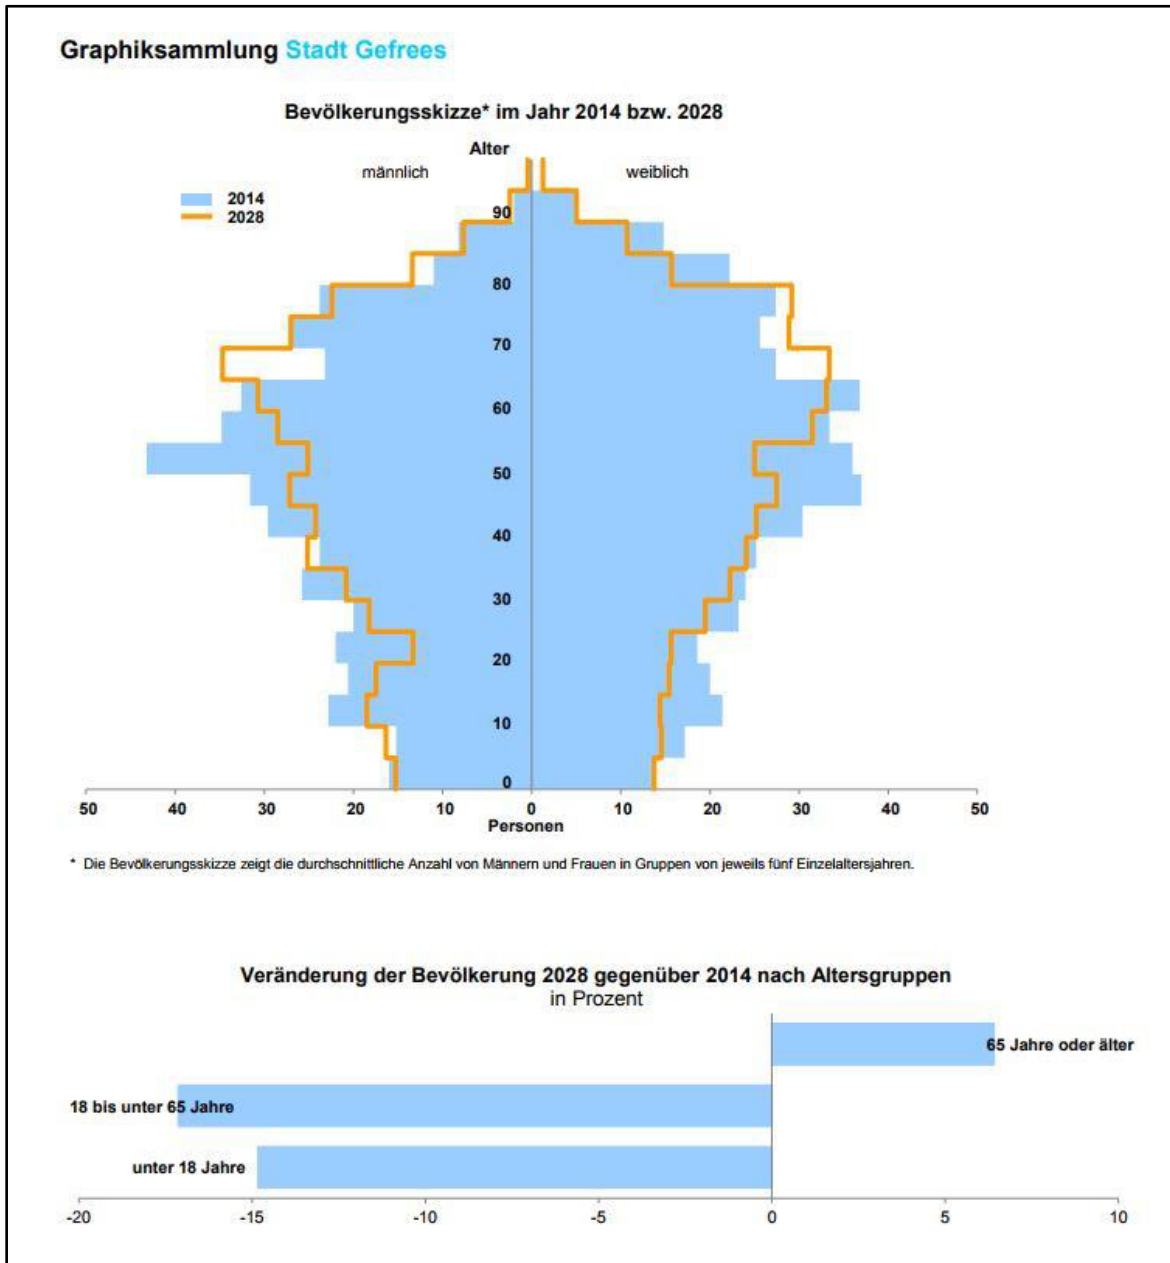 Graphiksammlung Stadt Gefrees
Bevölkerungsskizze* im Jahr 2014 bzw. 2028
Alter
männlich
weiblich
2014
2028
90
80
70
60
50
40
30
20
10
0
50 40 30 20 10 0 10 20 30 40 50
Personen
* Die Bevölkerungsskizze zeigt die durchschnittliche Anzahl von Männern und Frauen in Gruppen von jeweils fünf Einzelaltersjahren.
Veränderung der Bevölkerung 2028 gegenüber 2014 nach Altersgruppen
in Prozent
65 Jahre oder älter
18 bis unter 65 Jahre
unter 18 Jahre
-20 -15 -10 -5 0 5 10